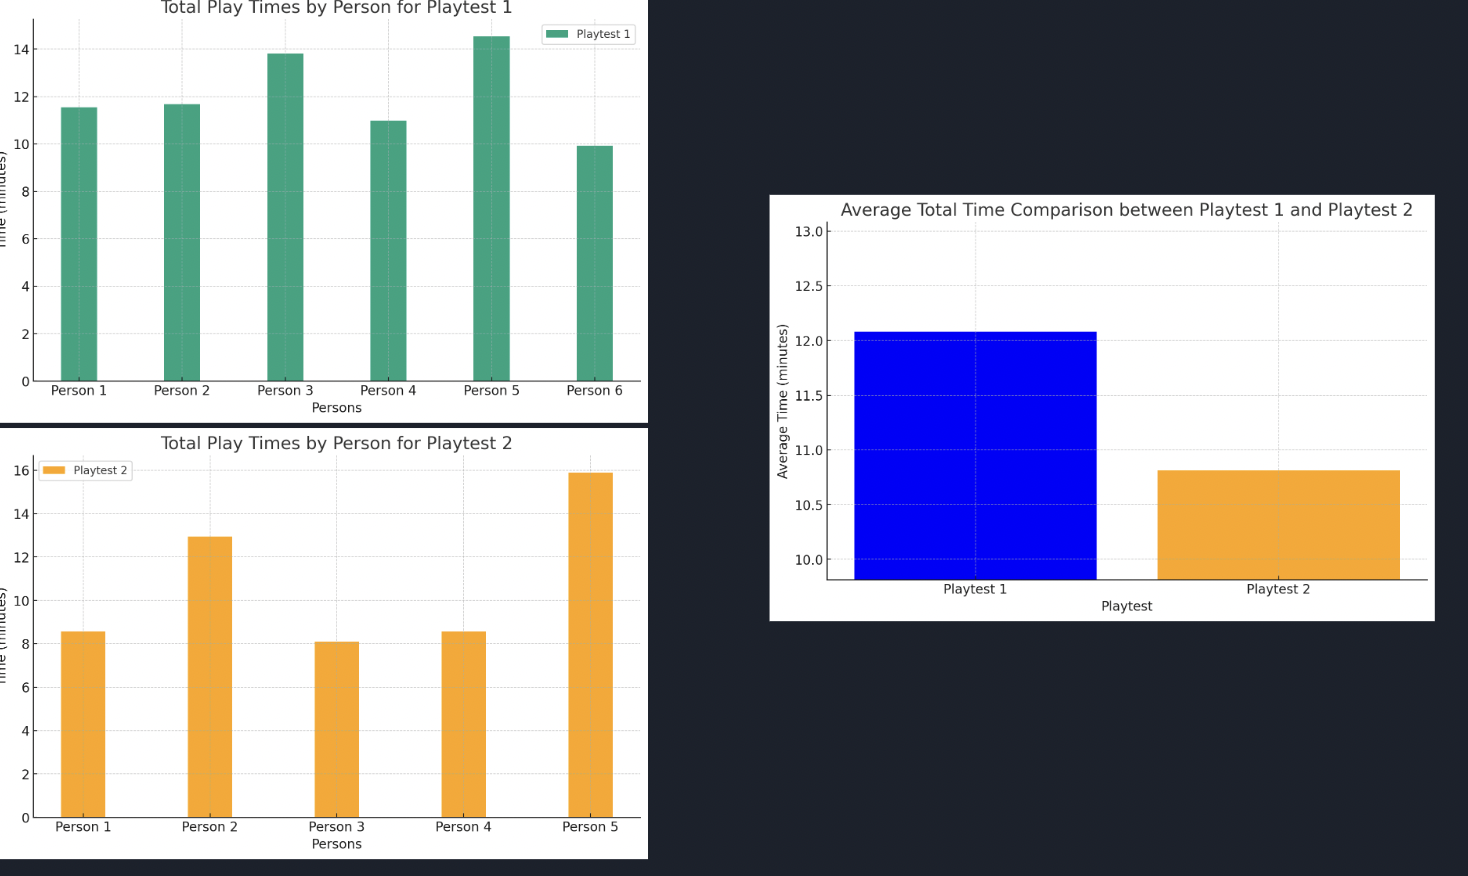 Total Play Times by Person for Playtest 1
Playtest 1
14
12
10
8
6
4
2
0
Time (minutes)
Person 1 Person 2 Person 3 Person 4 Person 5 Person 6
Persons
Total Play Times by Person for Playtest 2
Playtest 2
16
14
12
10
8
6
4
2
0
Time (minutes)
Person 1 Person 2 Person 3 Person 4 Person 5
Persons
Average Total Time Comparison between Playtest 1 and Playtest 2
13.0
12.5
12.0
11.5
11.0
10.5
10.0
Average Time (minutes)
Playtest 1 Playtest 2
Playtest